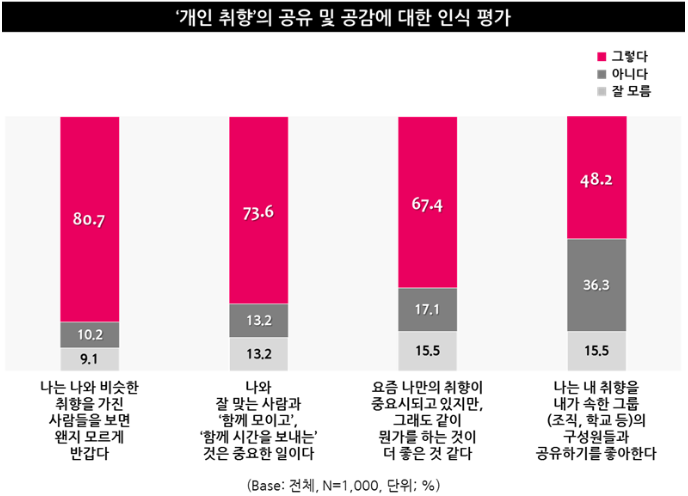 ‘개인 취향’의 공유 및 공감에 대한 인식 평가
그렇다
아니다
잘 모름
80.7
73.6
67.4
48.2
10.2
13.2
17.1
36.3
9.1
13.2
15.5
15.5
나는 나와 비슷한
취향을 가진
사람들을 보면
왠지 모르게
반갑다
나와
잘 맞는 사람과
‘함께 모이고’,
‘함께 시간을 보내는’
것은 중요한 일이다
요즘 나만의 취향이
중요시되고 있지만,
그래도 같이
뭔가를 하는 것이
더 좋은 것 같다
나는 내 취향을
내가 속한 그룹
(조직, 학교 등)의
구성원들과
공유하기를 좋아한다
(Base: 전체, N=1,000, 단위; %)